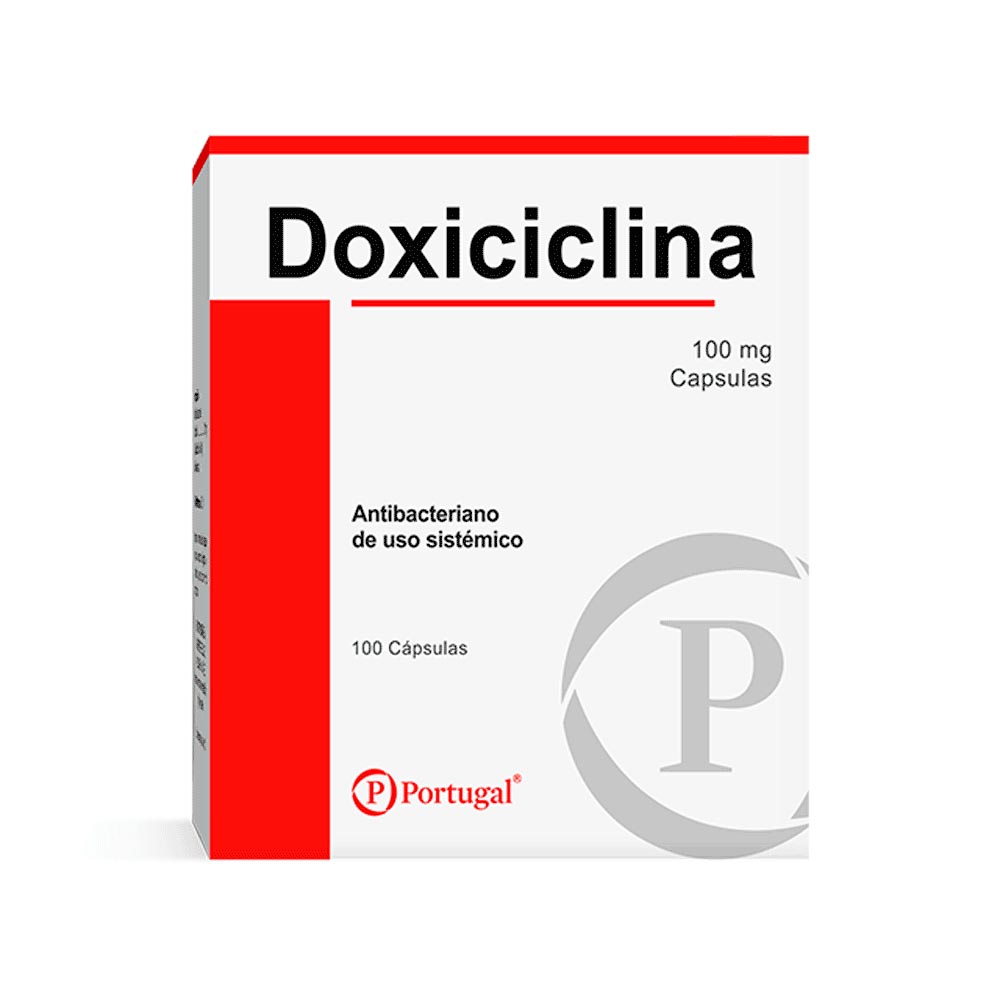 Doxiciclina
100 mg
Capsulas
Antibacteriano
de uso sistémico
100 Cápsulas
P Portugal®
P